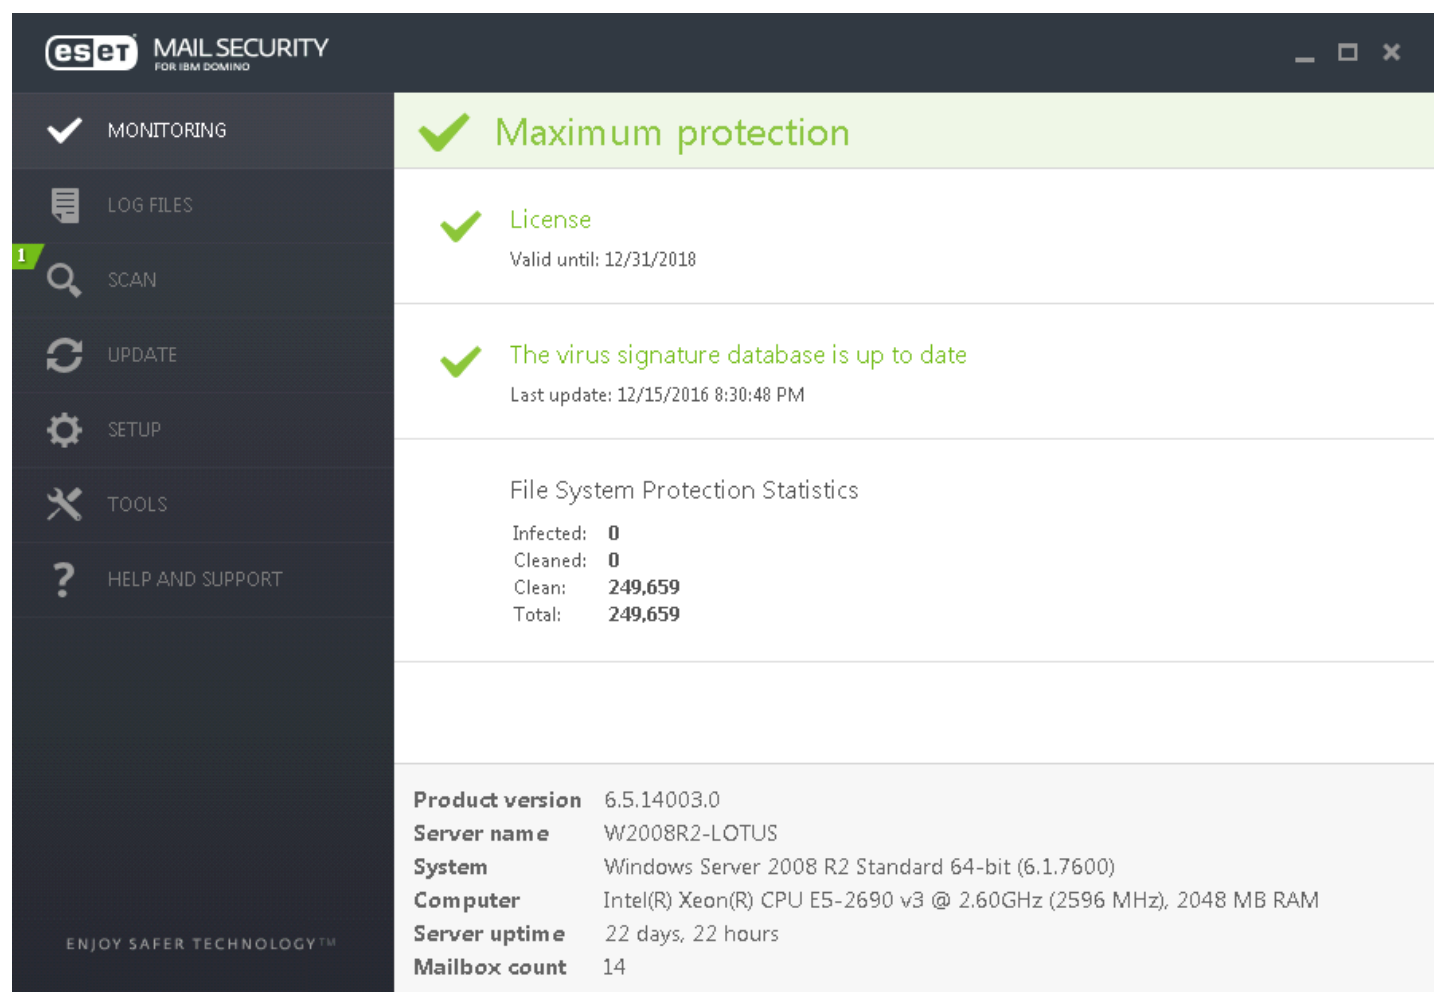 eset MAIL SECURITY
FOR IBM DOMINO
MONITORING
LOG FILES
1
SCAN
UPDATE
SETUP
TOOLS
HELP AND SUPPORT
ENJOY SAFER TECHNOLOGY™
Maximum protection
License
Valid until: 12/31/2018
The virus signature database is up to date
Last update: 12/15/2016 8:30:48 PM
File System Protection Statistics
Infected: 0
Cleaned: 0
Clean: 249,659
Total: 249,659
Product version 6.5.14003.0
Server name W2008R2-LOTUS
System Windows Server 2008 R2 Standard 64-bit (6.1.7600)
Computer Intel(R) Xeon(R) CPU E5-2690 v3 @ 2.60GHz (2596 MHz), 2048 MB RAM
Server uptime 22 days, 22 hours
Mailbox count 14